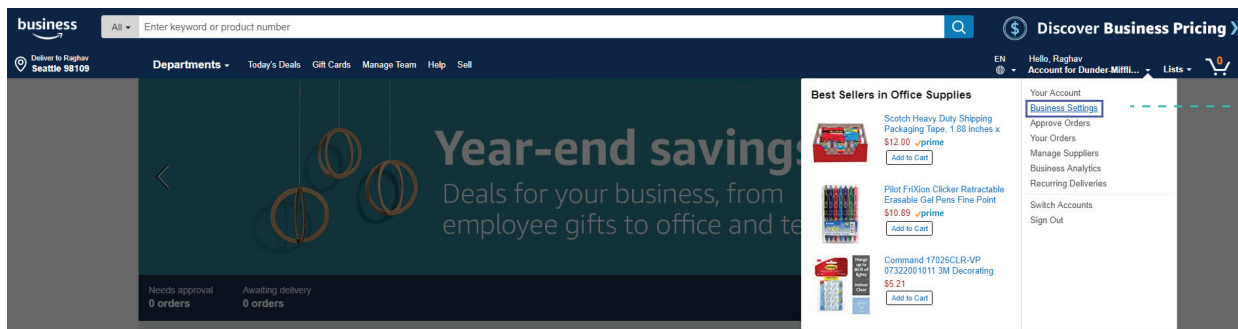 business
All
Enter keyword or product number
$ Discover Business Pricing
Deliver to Raghav
Seattle 98109
Departments
Today's Deals Gift Cards Manage Team Help Sell
EN
Hello, Raghav
Account for Dunder-Miffli...
Lists
0
Year-end savings
Deals for your business, from
employee gifts to office and te
Needs approval
0 orders
Awaiting delivery
0 orders
Best Sellers in Office Supplies
Scotch Heavy Duty Shipping
Packaging Tape, 1.88 inches x
$12.00 prime
Add to Cart
Pilot FriXion Clicker Retractable
Erasable Gel Pens Fine Point
$10.89 prime
Add to Cart
Command 17026CLR-VP
07322001011 3M Decorating
$5.21
Add to Cart
Your Account
Business Settings
Approve Orders
Your Orders
Manage Suppliers
Business Analytics
Recurring Deliveries
Switch Accounts
Sign Out